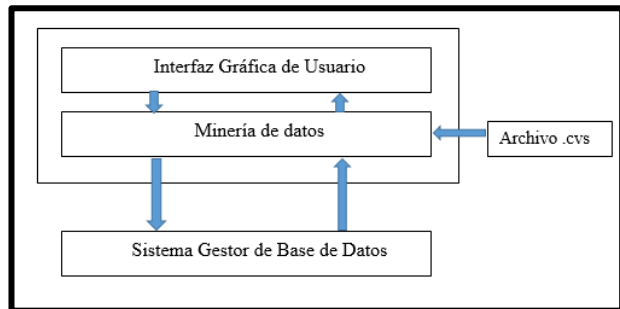 Interfaz Gráfica de Usuario
Minería de datos
Archivo .cvs
Sistema Gestor de Base de Datos